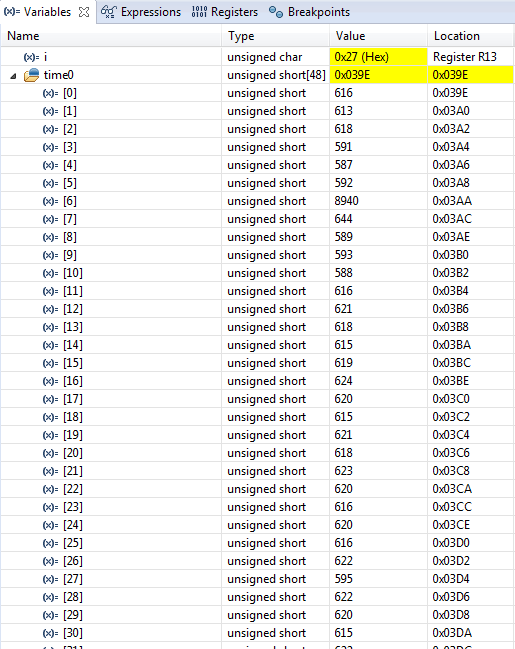 (x)= Variables Expressions 1010 0101 Registers Breakpoints
Name Type Value Location
(x)= i unsigned char 0x27 (Hex) Register R13
time0 unsigned short[48] 0x039E 0x039E
(x)= [0] unsigned short 616 0x039E
(x)= [1] unsigned short 613 0x03A0
(x)= [2] unsigned short 618 0x03A2
(x)= [3] unsigned short 591 0x03A4
(x)= [4] unsigned short 587 0x03A6
(x)= [5] unsigned short 592 0x03A8
(x)= [6] unsigned short 8940 0x03AA
(x)= [7] unsigned short 644 0x03AC
(x)= [8] unsigned short 589 0x03AE
(x)= [9] unsigned short 593 0x03B0
(x)= [10] unsigned short 588 0x03B2
(x)= [11] unsigned short 616 0x03B4
(x)= [12] unsigned short 621 0x03B6
(x)= [13] unsigned short 618 0x03B8
(x)= [14] unsigned short 615 0x03BA
(x)= [15] unsigned short 619 0x03BC
(x)= [16] unsigned short 624 0x03BE
(x)= [17] unsigned short 620 0x03C0
(x)= [18] unsigned short 615 0x03C2
(x)= [19] unsigned short 621 0x03C4
(x)= [20] unsigned short 618 0x03C6
(x)= [21] unsigned short 623 0x03C8
(x)= [22] unsigned short 620 0x03CA
(x)= [23] unsigned short 616 0x03CC
(x)= [24] unsigned short 620 0x03CE
(x)= [25] unsigned short 616 0x03D0
(x)= [26] unsigned short 622 0x03D2
(x)= [27] unsigned short 595 0x03D4
(x)= [28] unsigned short 622 0x03D6
(x)= [29] unsigned short 620 0x03D8
(x)= [30] unsigned short 615 0x03DA